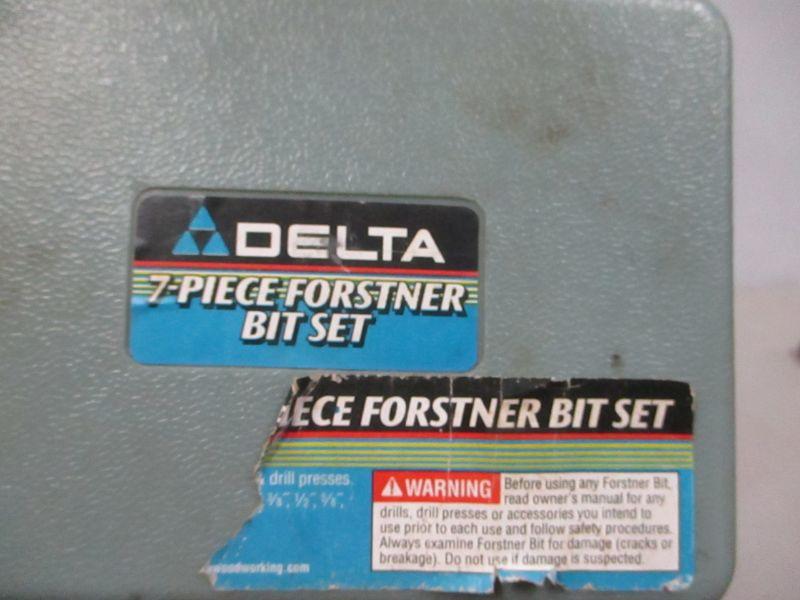 DELTA
7-PIECE FORSTNER
BIT SET
ECE FORSTNER BIT SET
drill presses.
3/8", 1/2", 5/8",
WARNING
Before using any Forstner Bit,
read owner's manual for any
drills, drill presses or accessories you intend to
use prior to each use and follow safety procedures.
Always examine Forstner Bit for damage (cracks or
breakage). Do not use if damage is suspected.
woodworking.com